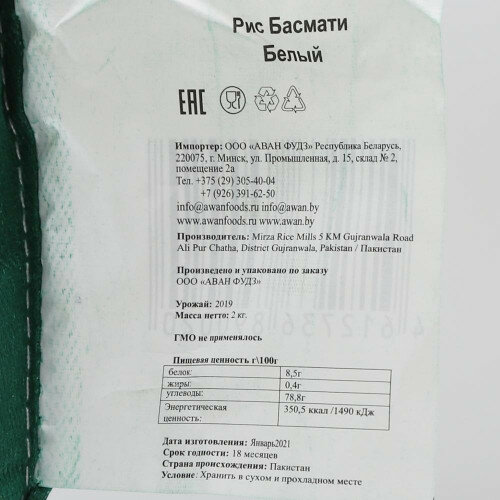 Рис Басмати
Белый
EAC
Импортер: ООО «АВАН ФУДЗ» Республика Беларусь,
220075, г. Минск, ул. Промышленная, д. 15, склад № 2,
помещение 2а
Тел. +375 (29) 305-40-04
+7 (926) 391-62-50
info@awanfoods.ru info@awan.by
www.awanfoods.ru www.awan.by
Производитель: Mirza Rice Mills 5 KM Gujranwala Road
Ali Pur Chatha, District Gujranwala, Pakistan / Пакистан
Произведено и упаковано по заказу
ООО «АВАН ФУДЗ»
Урожай: 2019
Масса нетто: 2 кг.
ГМО не применялось
Пищевая ценность г\100г
белок: 8,5г
жиры: 0,4г
углеводы: 78,8г
Энергетическая 350,5 ккал /1490 кДж
ценность:
Дата изготовления: Январь2021
Срок годности: 18 месяцев
Страна происхождения: Пакистан
Условие: Хранить в сухом и прохладном месте